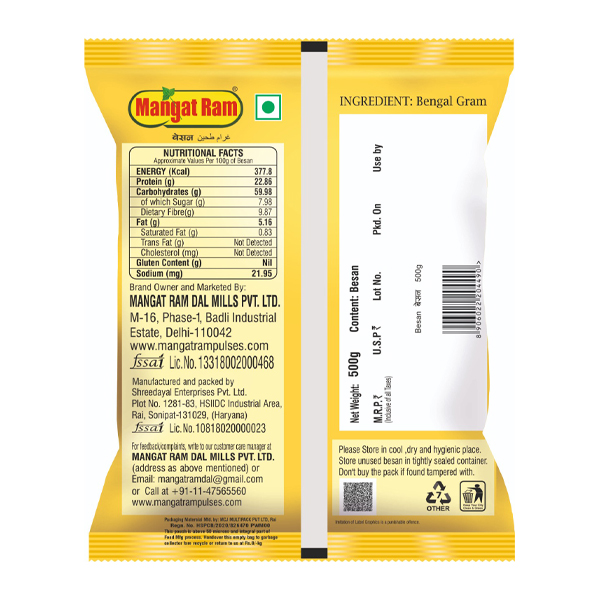 Mangat Ram®
बेसन غرام طحين
NUTRITIONAL FACTS
Approximate Values Per 100g of Besan
ENERGY (Kcal) 377.8
Protein (g) 22.86
Carbohydrates (g) 59.98
of which Sugar (g) 7.98
Dietary Fibre(g) 9.87
Fat (g) 5.16
Saturated Fat (g) 0.83
Trans Fat (g) Not Detected
Cholesterol (mg) Not Detected
Gluten Content (g) Nil
Sodium (mg) 21.95
Brand Owner and Marketed By:
MANGAT RAM DAL MILLS PVT. LTD.
M-16, Phase-1, Badli Industrial
Estate, Delhi-110042
www.mangatrampulses.com
fssai Lic.No.13318002000468
Manufactured and packed by
Shreedayal Enterprises Pvt. Ltd.
Plot No. 1281-83, HSIIDC Industrial Area,
Rai, Sonipat-131029, (Haryana)
fssai Lic.No.10818020000023
For feedback/complaints, write to our customer care manager at
MANGAT RAM DAL MILLS PVT. LTD.
(address as above mentioned) or
Email: mangatramdal@gmail.com
or Call at +91-11-47565560
www.mangatrampulses.com
Packaging Materials Mfd. by:
INGREDIENT: Bengal Gram
Net Weight: 500g Content: Besan
M.R.P.₹ U.S.P.₹ Lot No. Pkd. On Use by
(Inclusive of all Taxes)
Besan बेसन 500g
8906022204490
Please Store in cool ,dry and hygienic place.
Store unused besan in tightly sealed container.
Don't buy the pack if found tampered with.
7
OTHER